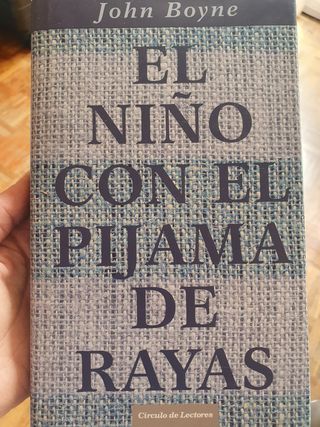 John Boyne
EL
NIÑO
CON EL
PIJAMA
DE
RAYAS
Círculo de Lectores